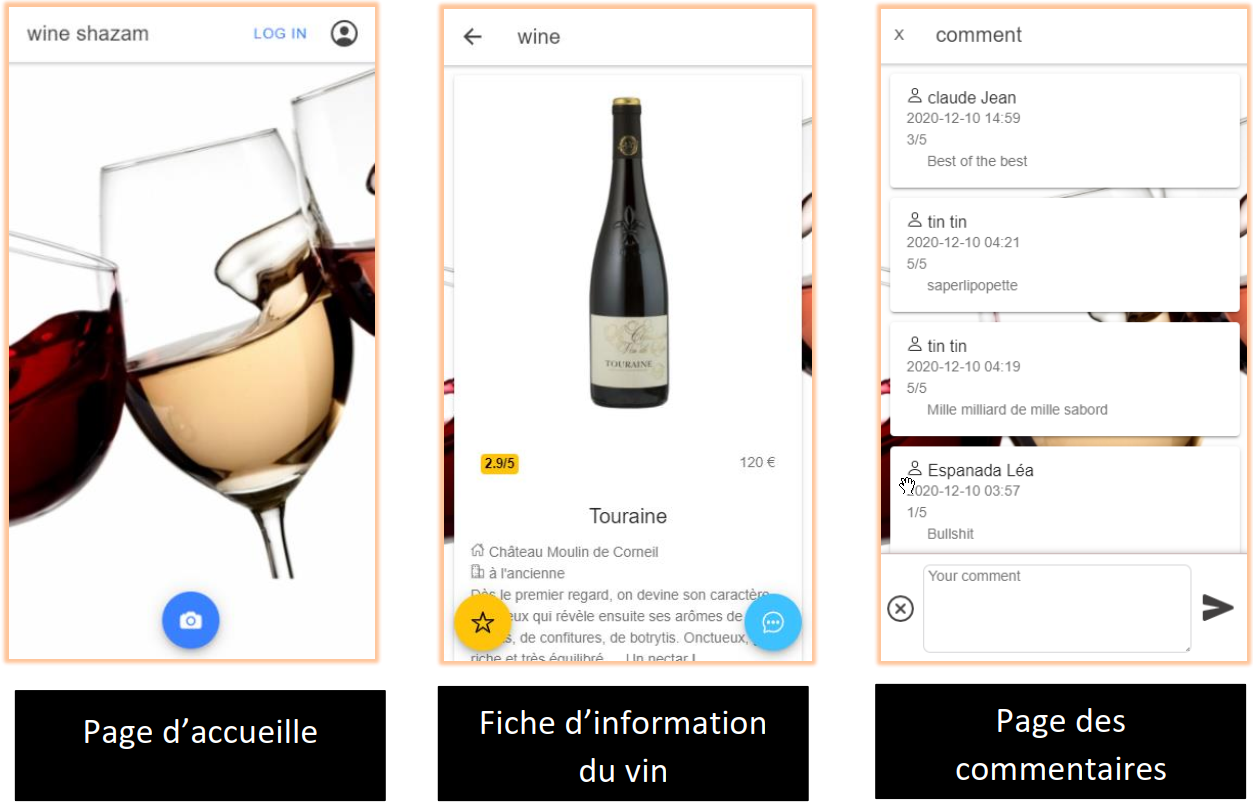 wine shazam
LOG IN
Page d'accueille
wine
TOURAINE
2.9/5
120 €
Touraine
Château Moulin de Corneil
à l'ancienne
Dès le premier regard, on devine son caractère
eux qui révèle ensuite ses arômes de
s, de confitures, de botrytis. Onctueux,
riche et très équilibré ... Un nectar !
Fiche d'information
du vin
x comment
claude Jean
2020-12-10 14:59
3/5
Best of the best
tin tin
2020-12-10 04:21
5/5
saperlipopette
tin tin
2020-12-10 04:19
5/5
Mille milliard de mille sabord
Espanada Léa
2020-12-10 03:57
1/5
Bullshit
Your comment
Page des
commentaires